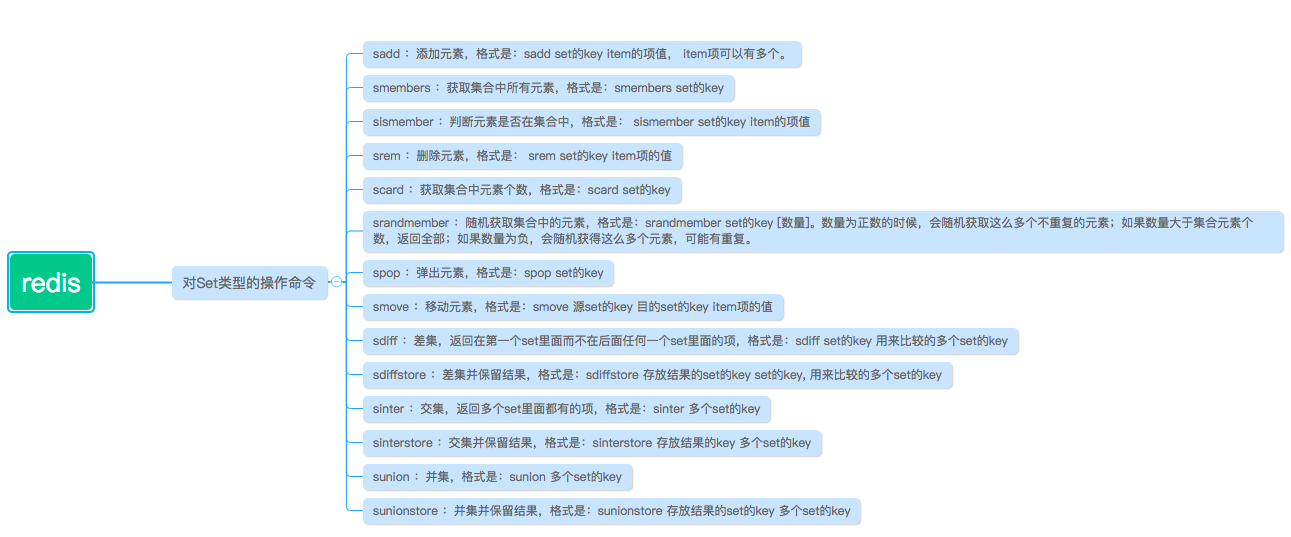 sadd ：添加元素，格式是：sadd set的key item的项值， item项可以有多个。
smembers ：获取集合中所有元素，格式是：smembers set的key
sismember ：判断元素是否在集合中，格式是： sismember set的key item的项值
srem ：删除元素，格式是： srem set的key item项的值
scard ：获取集合中元素个数，格式是：scard set的key
srandmember ：随机获取集合中的元素，格式是：srandmember set的key [数量]。数量为正数的时候，会随机获取这么多个不重复的元素；如果数量大于集合元素个
数，返回全部；如果数量为负，会随机获得这么多个元素，可能有重复。
redis
对Set类型的操作命令
spop ：弹出元素，格式是：spop set的key
smove ：移动元素，格式是：smove 源set的key 目的set的key item项的值
sdiff ：差集，返回在第一个set里面而不在后面任何一个set里面的项，格式是：sdiff set的key 用来比较的多个set的key
sdiffstore ：差集并保留结果，格式是：sdiffstore 存放结果的set的key set的key, 用来比较的多个set的key
sinter ：交集，返回多个set里面都有的项，格式是：sinter 多个set的key
sinterstore ：交集并保留结果，格式是：sinterstore 存放结果的key 多个set的key
sunion ：并集，格式是：sunion 多个set的key
sunionstore ：并集并保留结果，格式是：sunionstore 存放结果的set的key 多个set的key